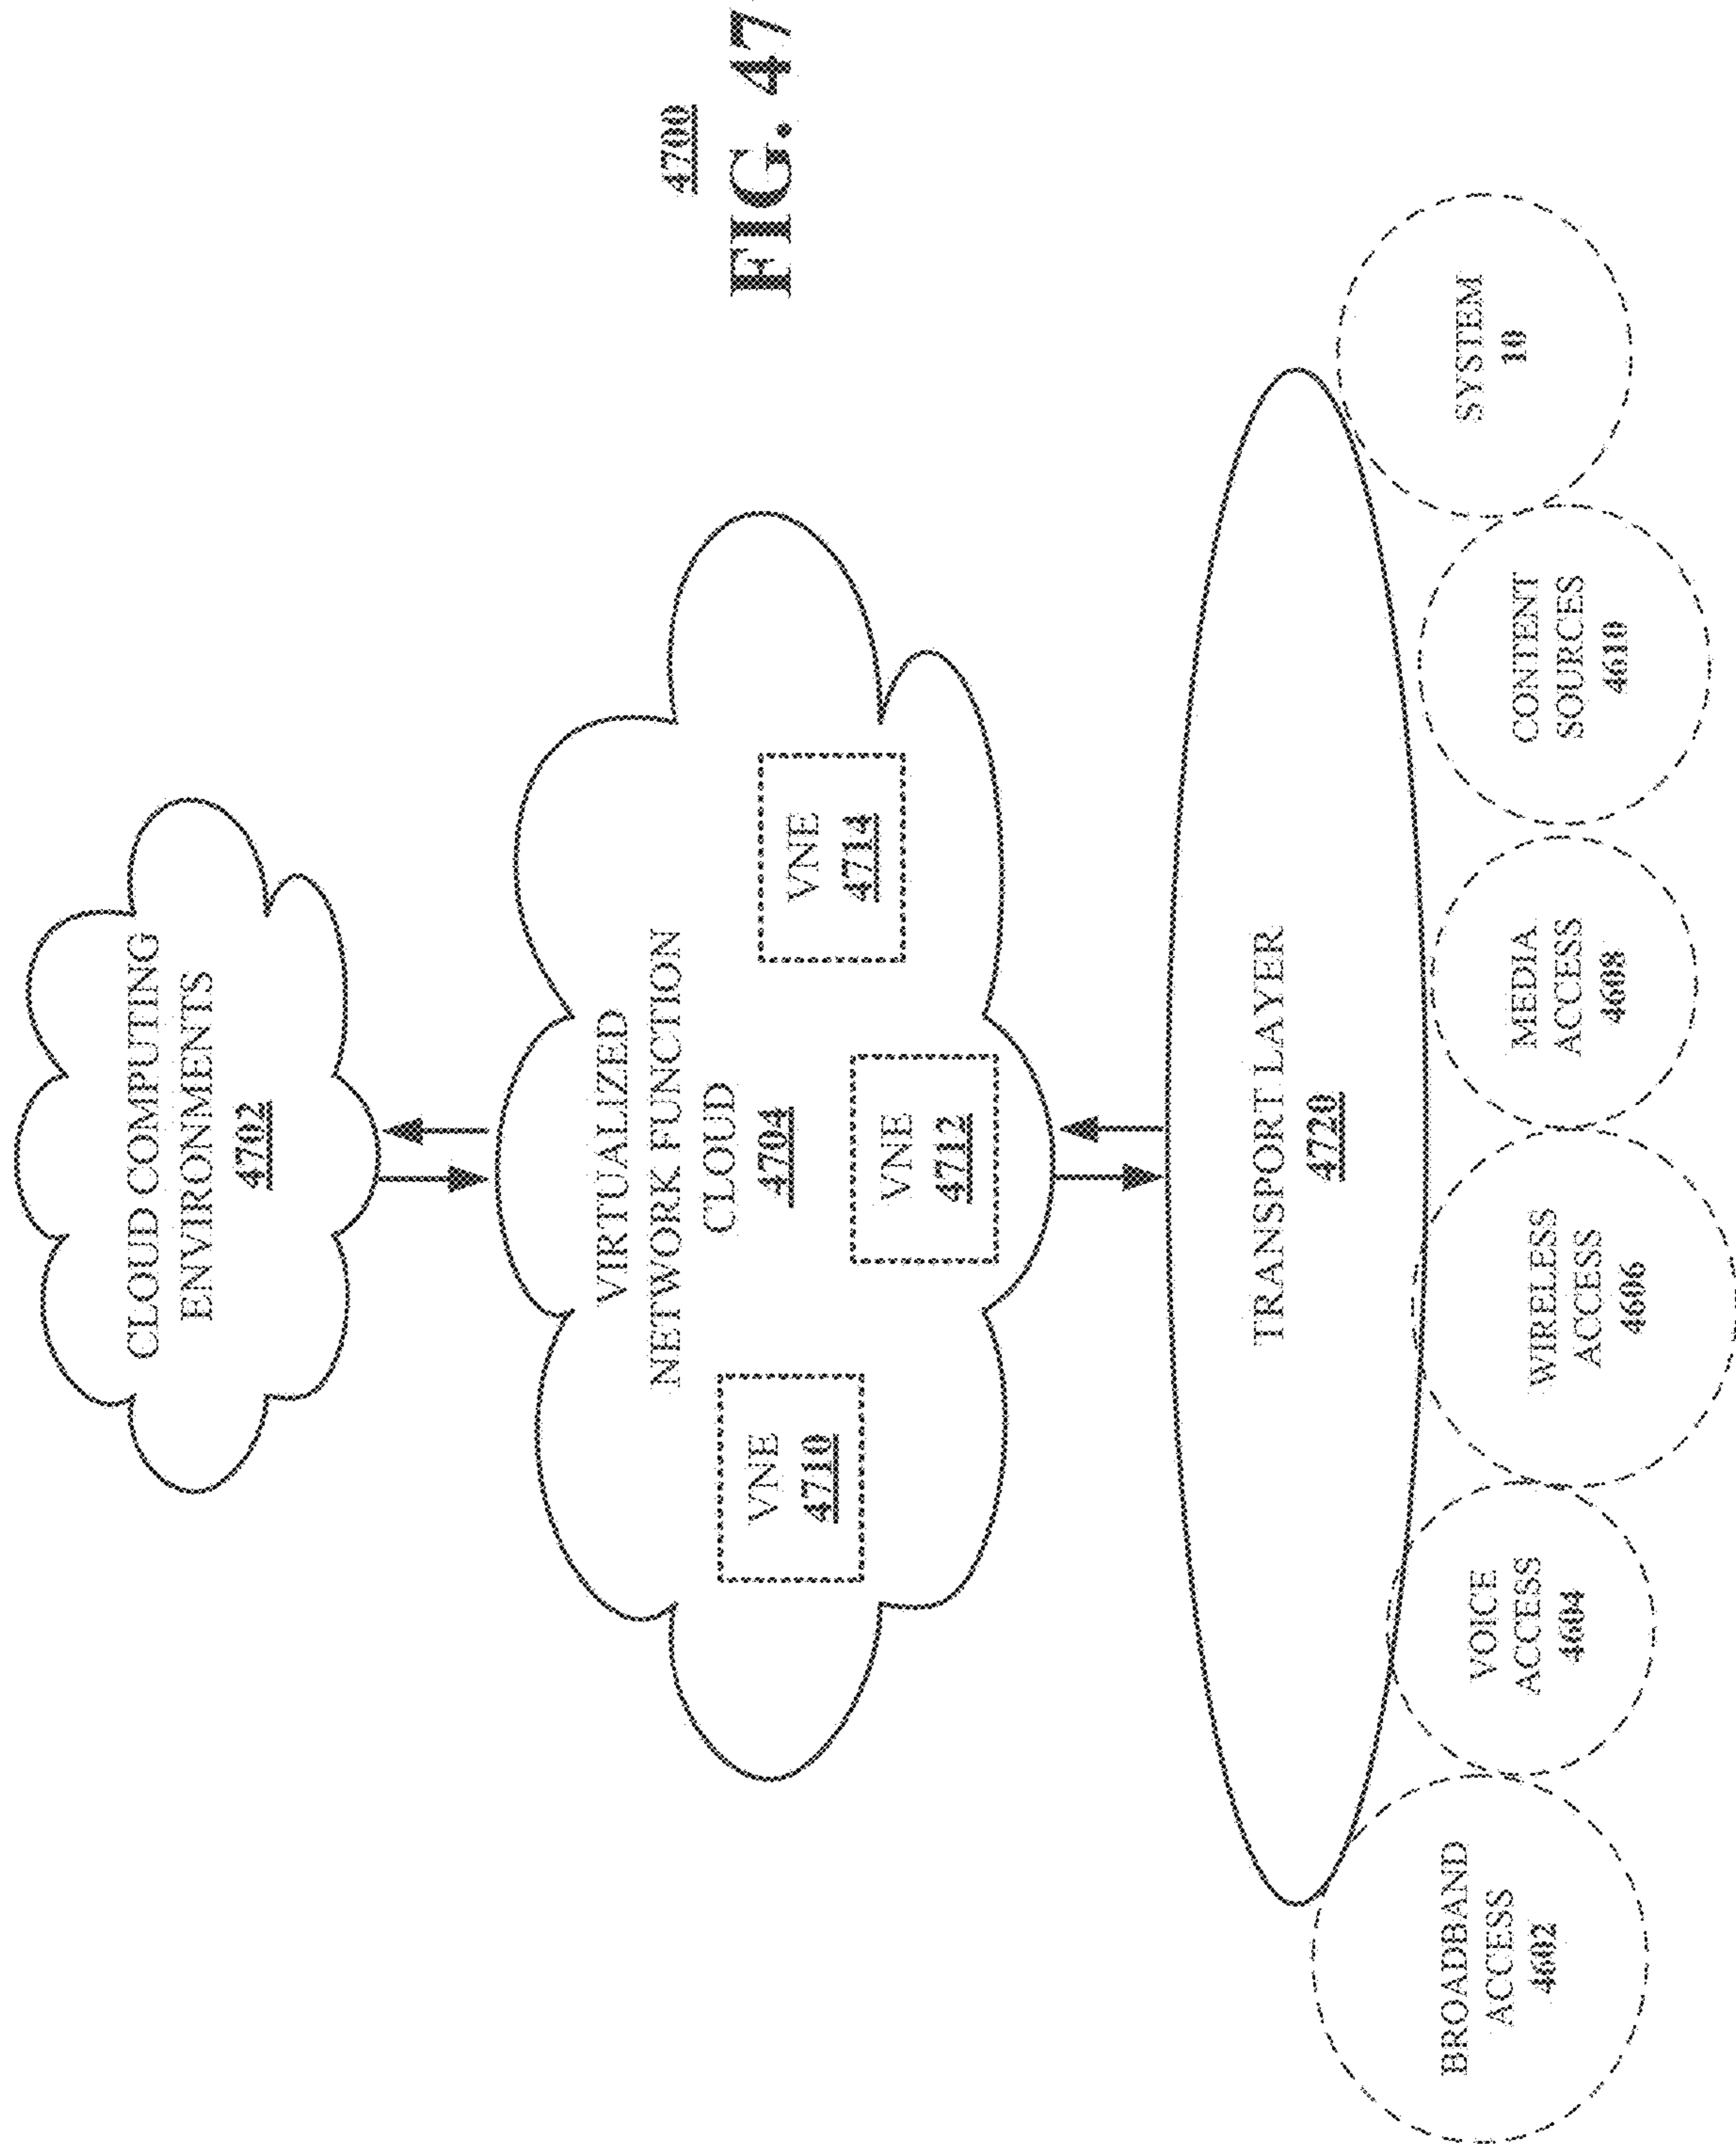 CLOUD COMPUTING
ENVIRONMENTS
4702
VIRTUALIZED
NETWORK FUNCTION
CLOUD
4704
VNE
4710
VNE
4712
VNE
4714
TRANSPORT LAYER
4720
BROADBAND
ACCESS
4602
VOICE
ACCESS
4604
WIRELESS
ACCESS
4606
MEDIA
ACCESS
4608
CONTENT
SOURCES
4610
SYSTEM
10
4700
FIG. 47